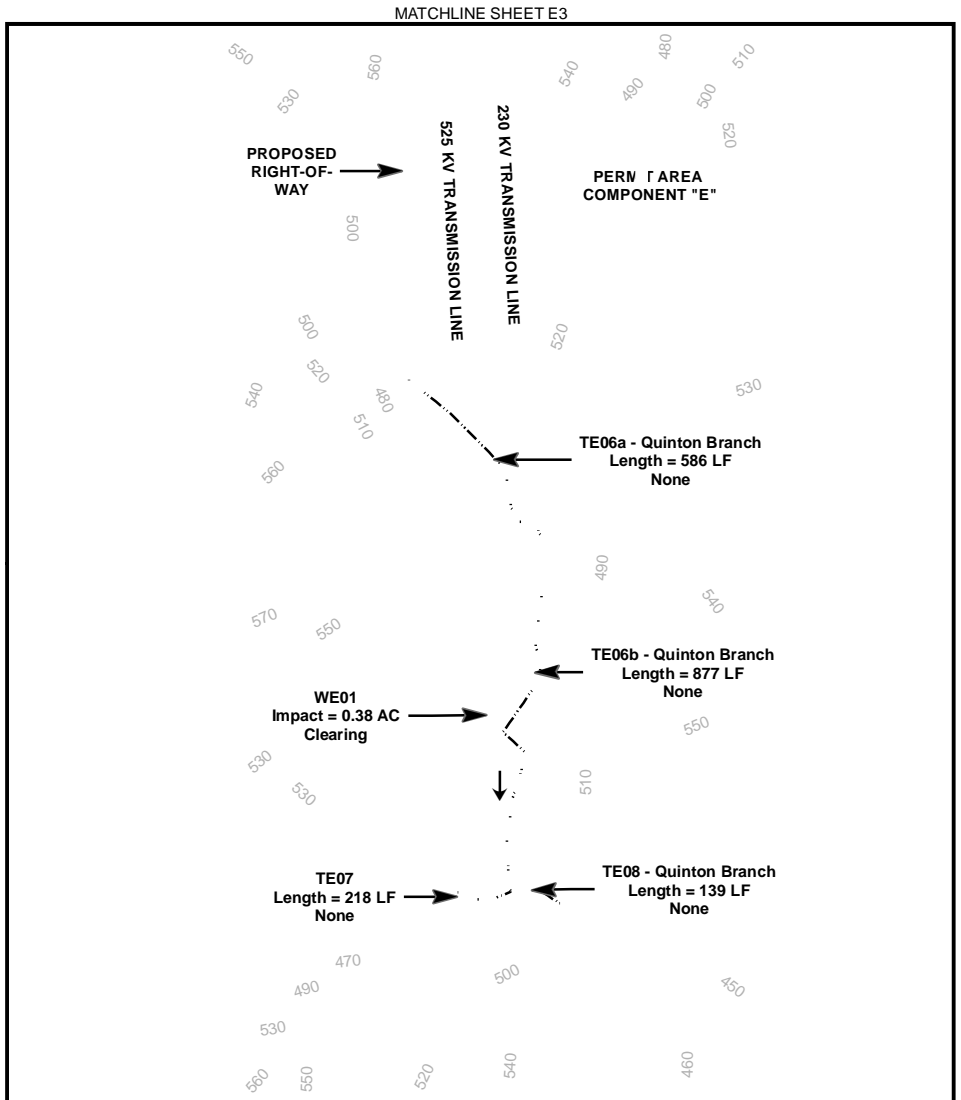 MATCHLINE SHEET E3
550
560
530
540
480
490
510
500
520
PROPOSED
RIGHT-OF-
WAY
525 KV TRANSMISSION LINE
230 KV TRANSMISSION LINE
AREA
COMPONENT "E"
500
500
520
540
480
510
560
520
530
TE06a - Quinton Branch
Length = 586 LF
None
490
540
570
550
TE06b - Quinton Branch
Length = 877 LF
None
WE01
Impact = 0.38 AC
Clearing
550
530
530
510
TE07
Length = 218 LF
None
TE08 - Quinton Branch
Length = 139 LF
None
470
490
530
560
550
500
520
540
450
460